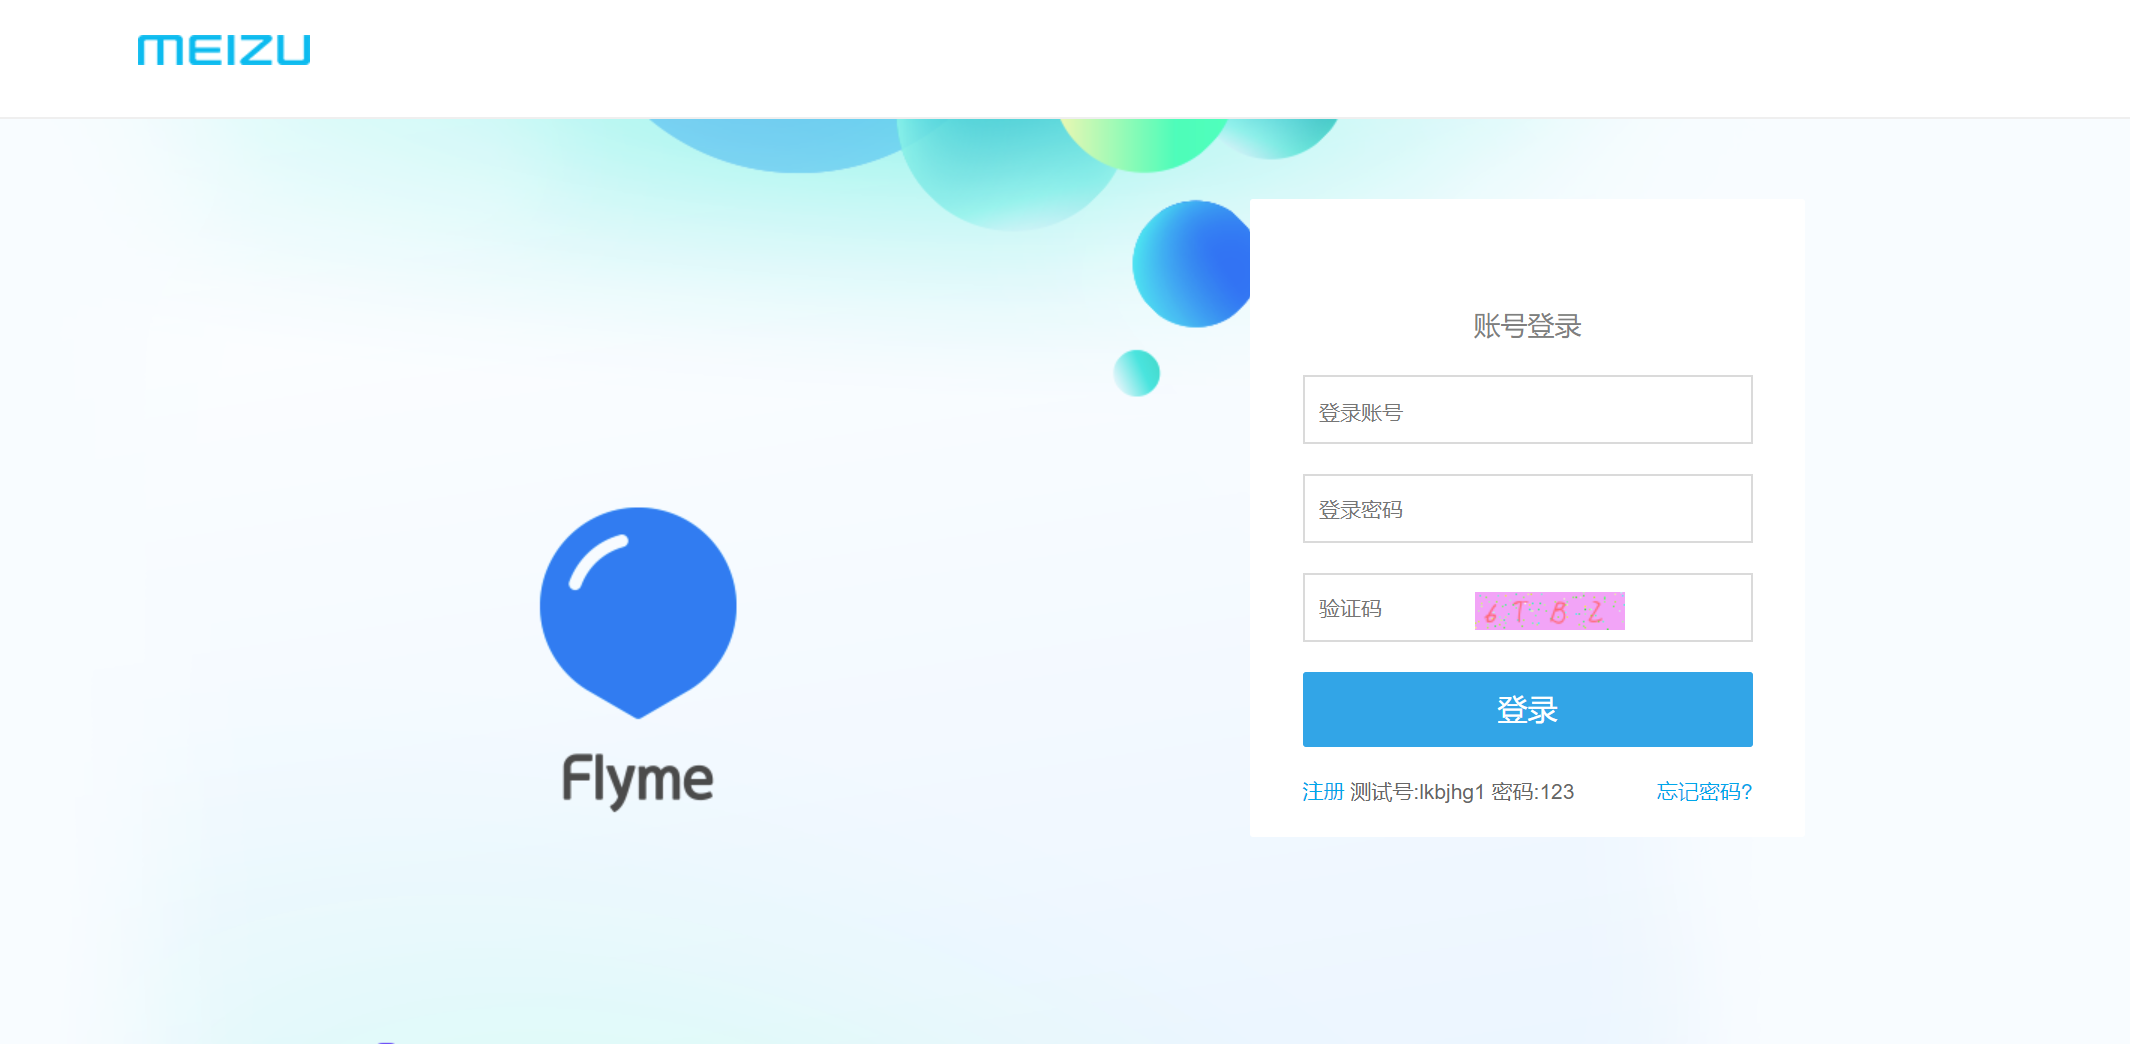 MEIZU
账号登录
登录账号
登录密码
验证码 6TBZ
登录
Flyme
注册 测试号:lkbjhg1 密码:123 忘记密码?